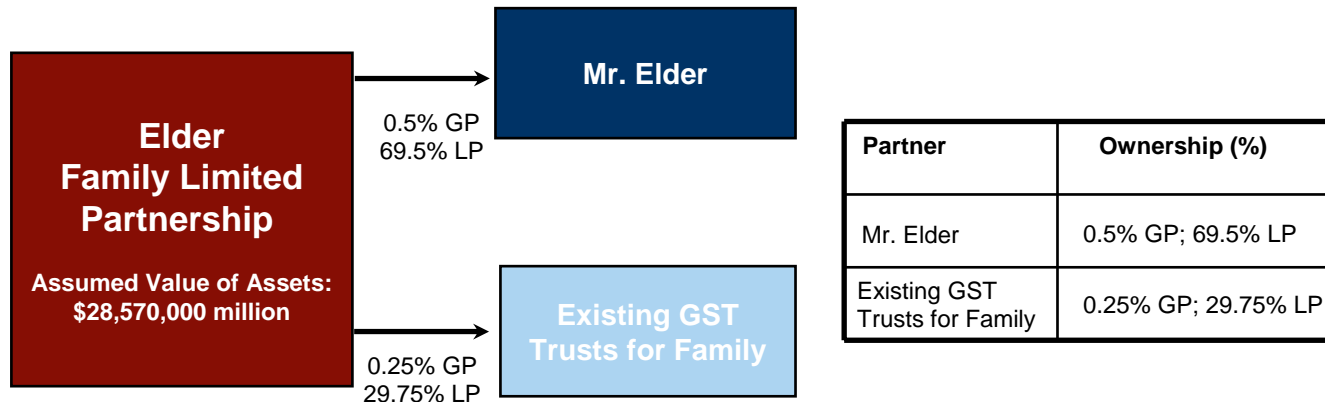 Elder
Family Limited
Partnership
Assumed Value of Assets:
$28,570,000 million
0.5% GP
69.5% LP
0.25% GP
29.75% LP
Mr. Elder
Existing GST
Trusts for Family
Partner Ownership (%)
Mr. Elder 0.5% GP; 69.5% LP
Existing GST
Trusts for Family 0.25% GP; 29.75% LP